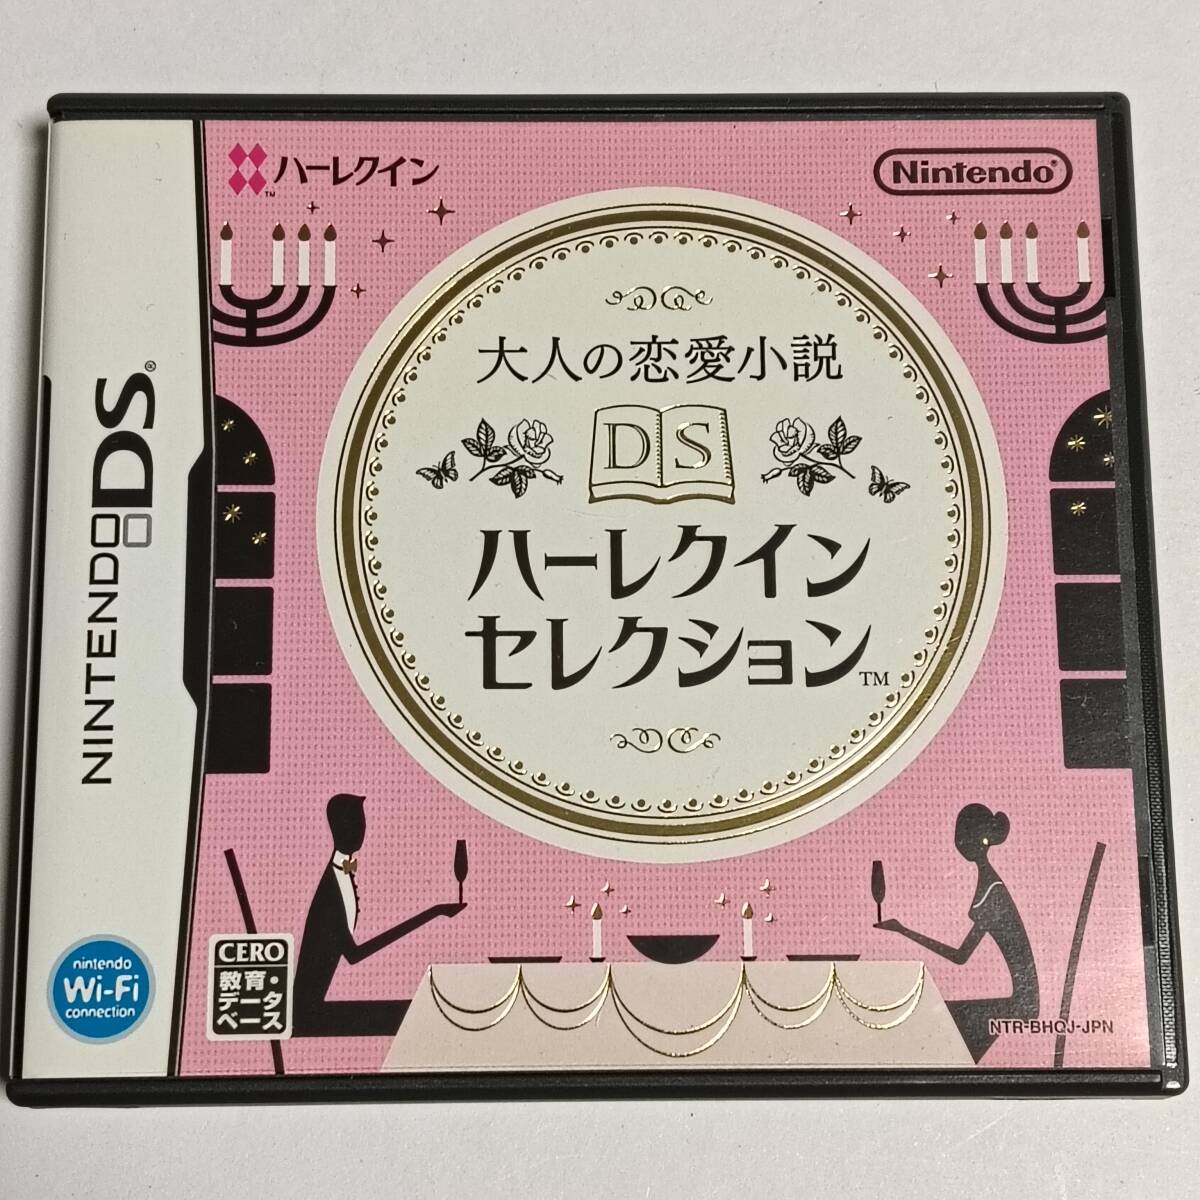 ハーレクイン
TM
Nintendo®
大人の恋愛小説
DS
ハーレクイン
セレクション™
NINTENDO DS®
nintendo
Wi-Fi
connection
CERO
教育・
データ
ベース
NTR-BHQJ-JPN